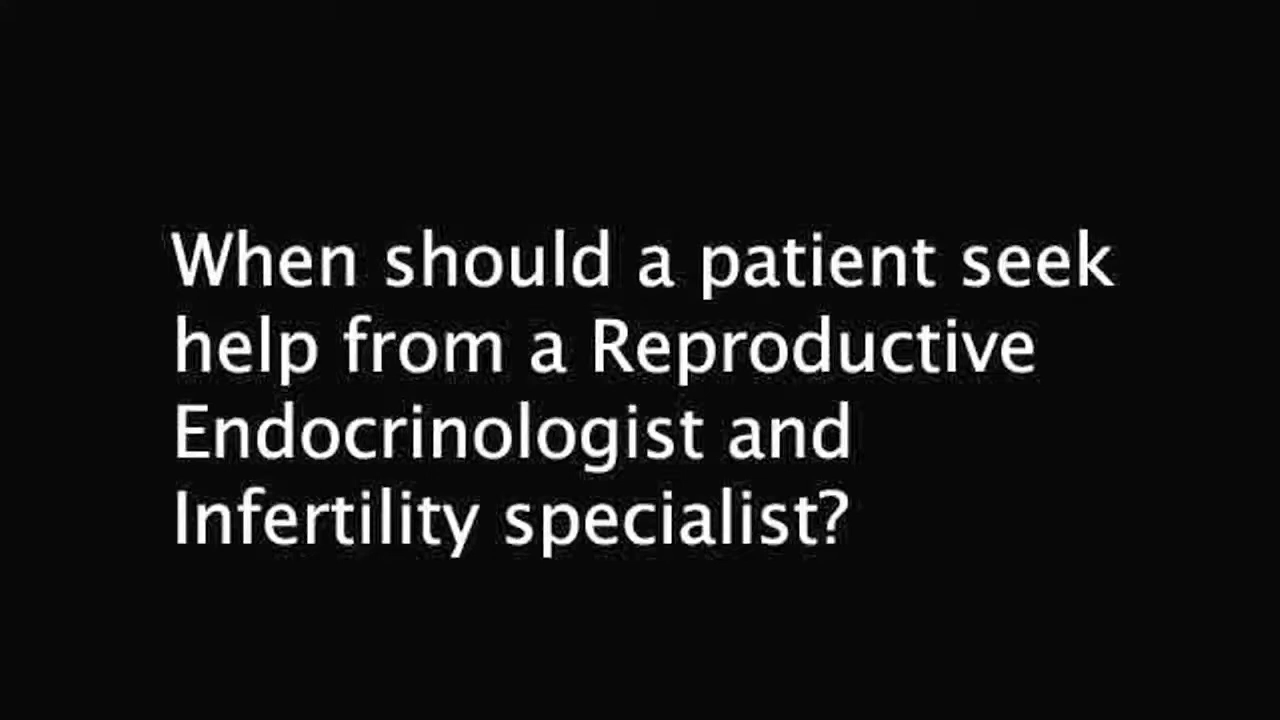 When should a patient seek
help from a Reproductive
Endocrinologist and
Infertility specialist?